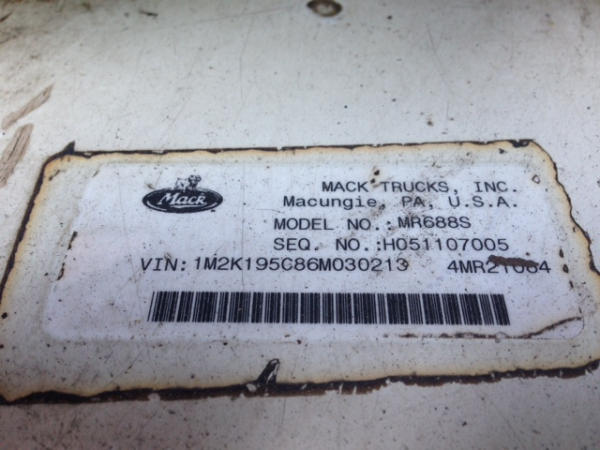 Mack
MACK TRUCKS, INC.
Macungie, PA, U.S.A.
MODEL NO.: MR688S
SEQ. NO.:H051107005
VIN: 1M2K195C86M030213